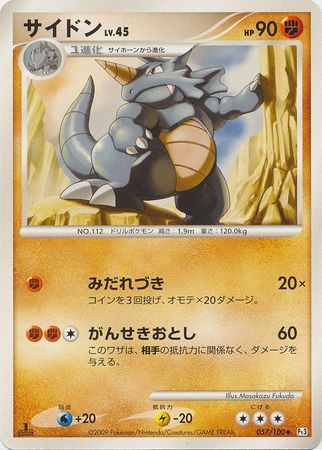 サイドン LV.45
HP 90
1進化 サイホーンから進化
NO.112 ドリルポケモン 高さ：1.9m 重さ：120.0kg
みだれづき 20×
コインを3回投げ、オモテ×20ダメージ。
がんせきおとし 60
このワザは、相手の抵抗力に関係なく、ダメージを与える。
Illus. Masakazu Fukuda
弱点 抵抗力 にげる
+20 -20
1 EDITION
©2009 Pokémon/Nintendo/Creatures/GAME FREAK.
057/100 Pt3